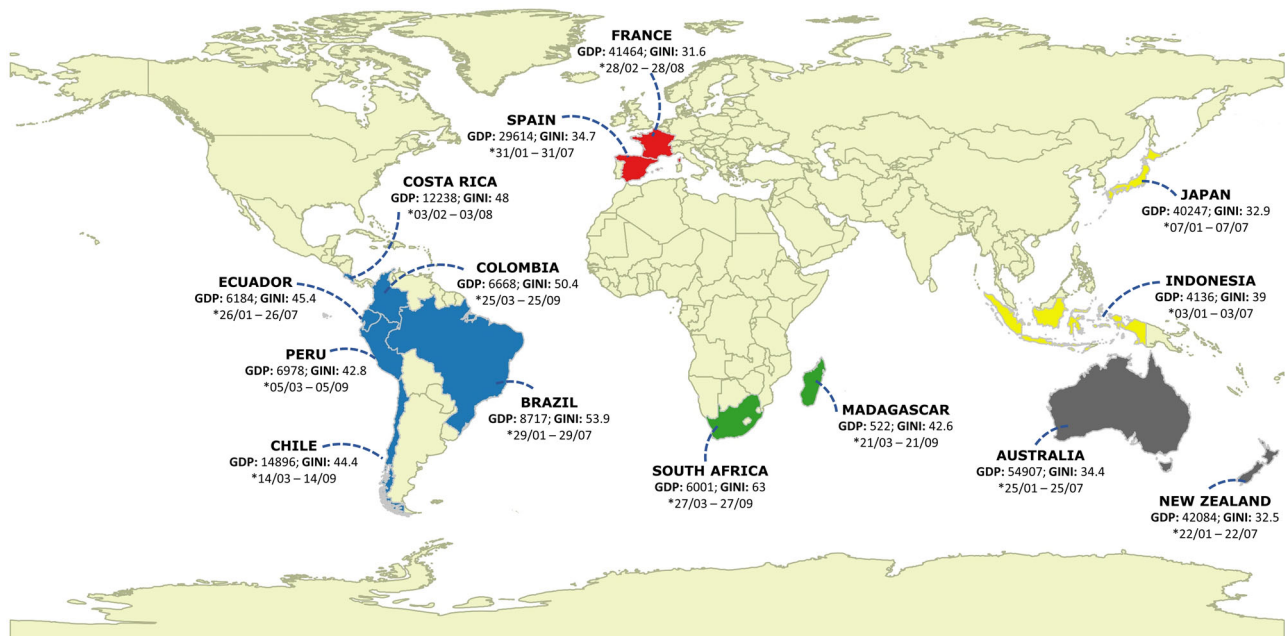 FRANCE
GDP: 41464; GINI: 31.6
*28/02 – 28/08
SPAIN
GDP: 29614; GINI: 34.7
*31/01 – 31/07
COSTA RICA
GDP: 12238; GINI: 48
*03/02 – 03/08
JAPAN
GDP: 40247; GINI: 32.9
*07/01 – 07/07
ECUADOR
GDP: 6184; GINI: 45.4
*26/01 – 26/07
COLOMBIA
GDP: 6668; GINI: 50.4
*25/03 – 25/09
INDONESIA
GDP: 4136; GINI: 39
*03/01 – 03/07
PERU
GDP: 6978; GINI: 42.8
*05/03 – 05/09
BRAZIL
GDP: 8717; GINI: 53.9
*29/01 – 29/07
MADAGASCAR
GDP: 522; GINI: 42.6
*21/03 – 21/09
CHILE
GDP: 14896; GINI: 44.4
*14/03 – 14/09
SOUTH AFRICA
GDP: 6001; GINI: 63
*27/03 – 27/09
AUSTRALIA
GDP: 54907; GINI: 34.4
*25/01 – 25/07
NEW ZEALAND
GDP: 42084; GINI: 32.5
*22/01 – 22/07